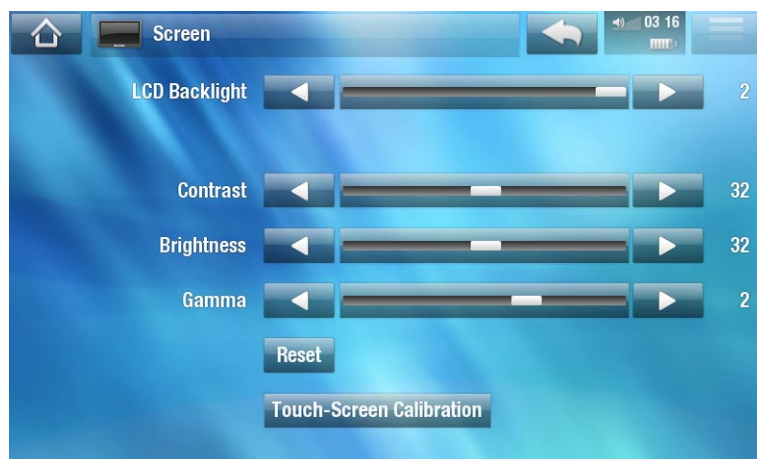 Screen
03 16
LCD Backlight 2
Contrast 32
Brightness 32
Gamma 2
Reset
Touch-Screen Calibration